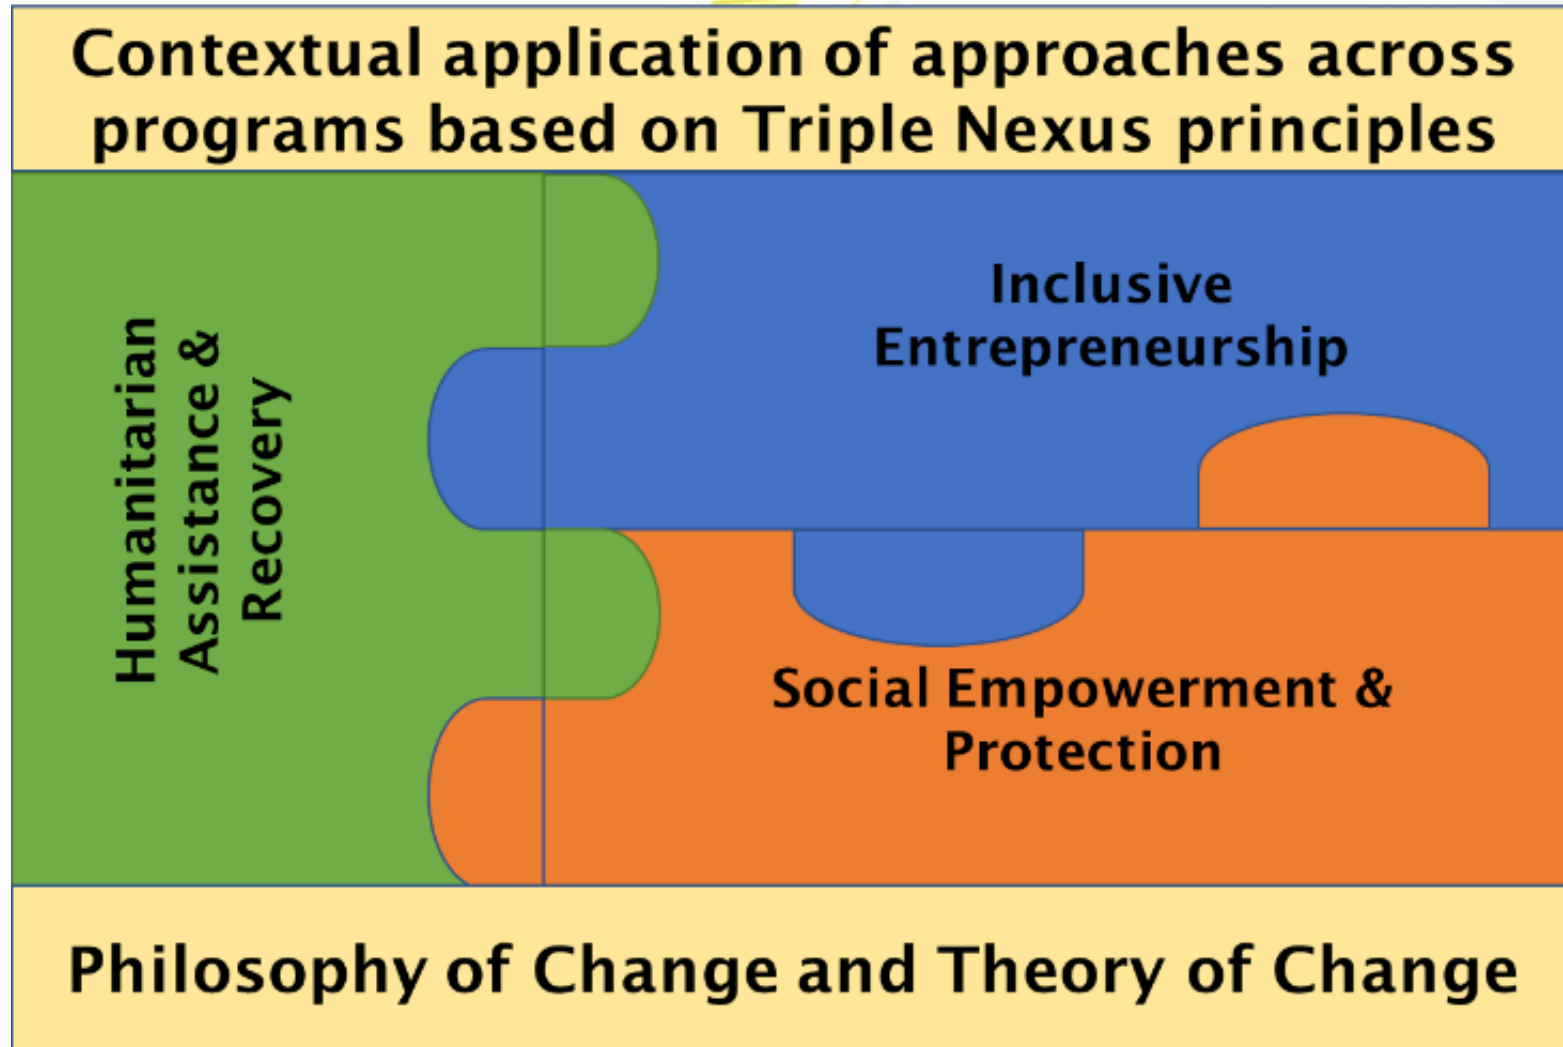 Contextual application of approaches across
programs based on Triple Nexus principles
Humanitarian
Assistance &
Recovery
Inclusive
Entrepreneurship
Social Empowerment &
Protection
Philosophy of Change and Theory of Change